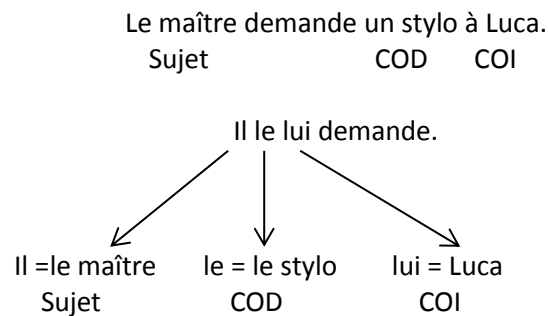 Le maître demande un stylo à Luca.
Sujet COD COI
Il le lui demande.
Il =le maître le = le stylo lui = Luca
Sujet COD COI